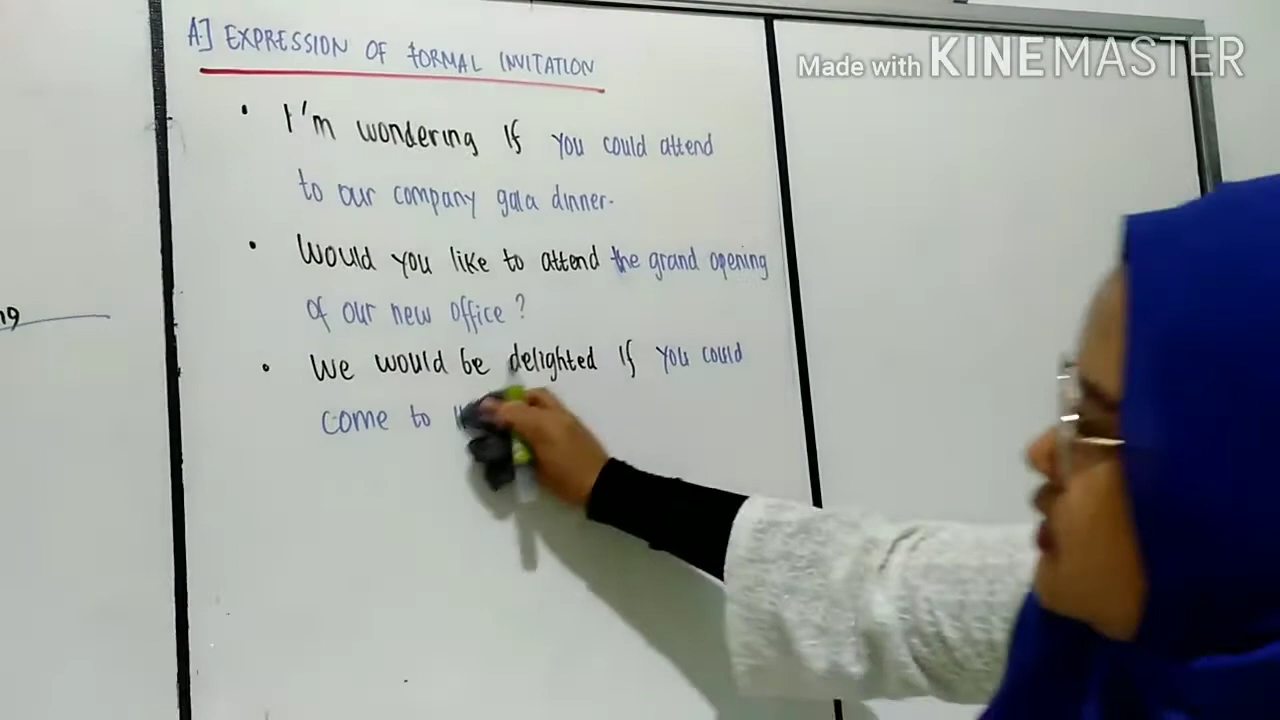 A.] EXPRESSION OF FORMAL INVITATION
Made with KINEMASTER
• I'm wondering if you could attend
to our company gala dinner.
• Would you like to attend the grand opening
of our new office?
19
• We would be delighted if you could
come to